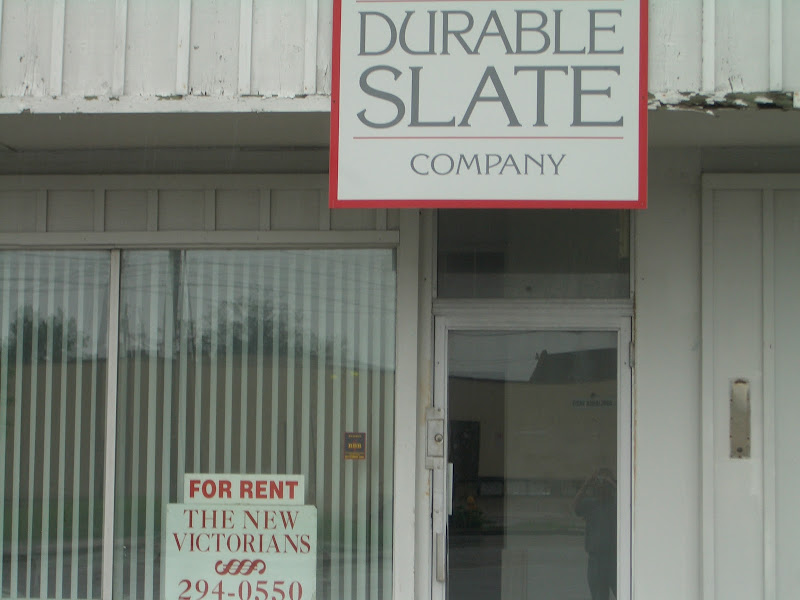 DURABLE
SLATE
COMPANY
FOR RENT
THE NEW
VICTORIANS
294-0550